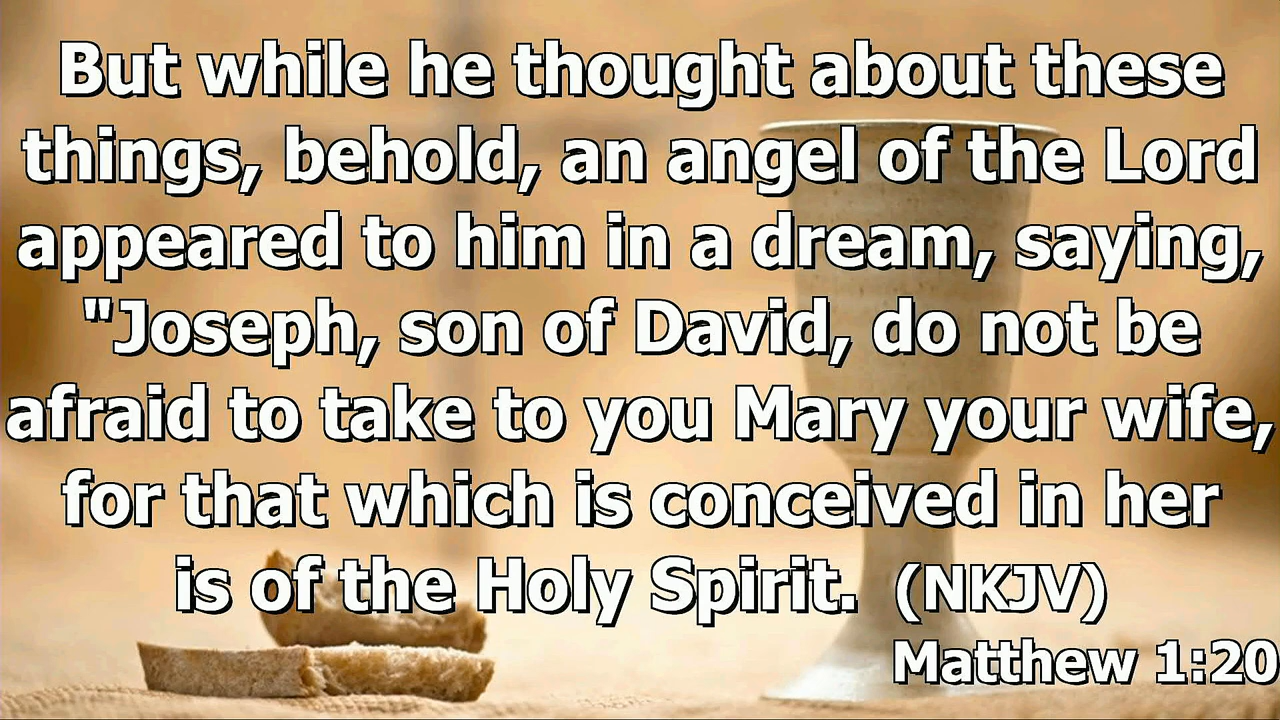 But while he thought about these
things, behold, an angel of the Lord
appeared to him in a dream, saying,
"Joseph, son of David, do not be
afraid to take to you Mary your wife,
for that which is conceived in her
is of the Holy Spirit. (NKJV)
Matthew 1:20